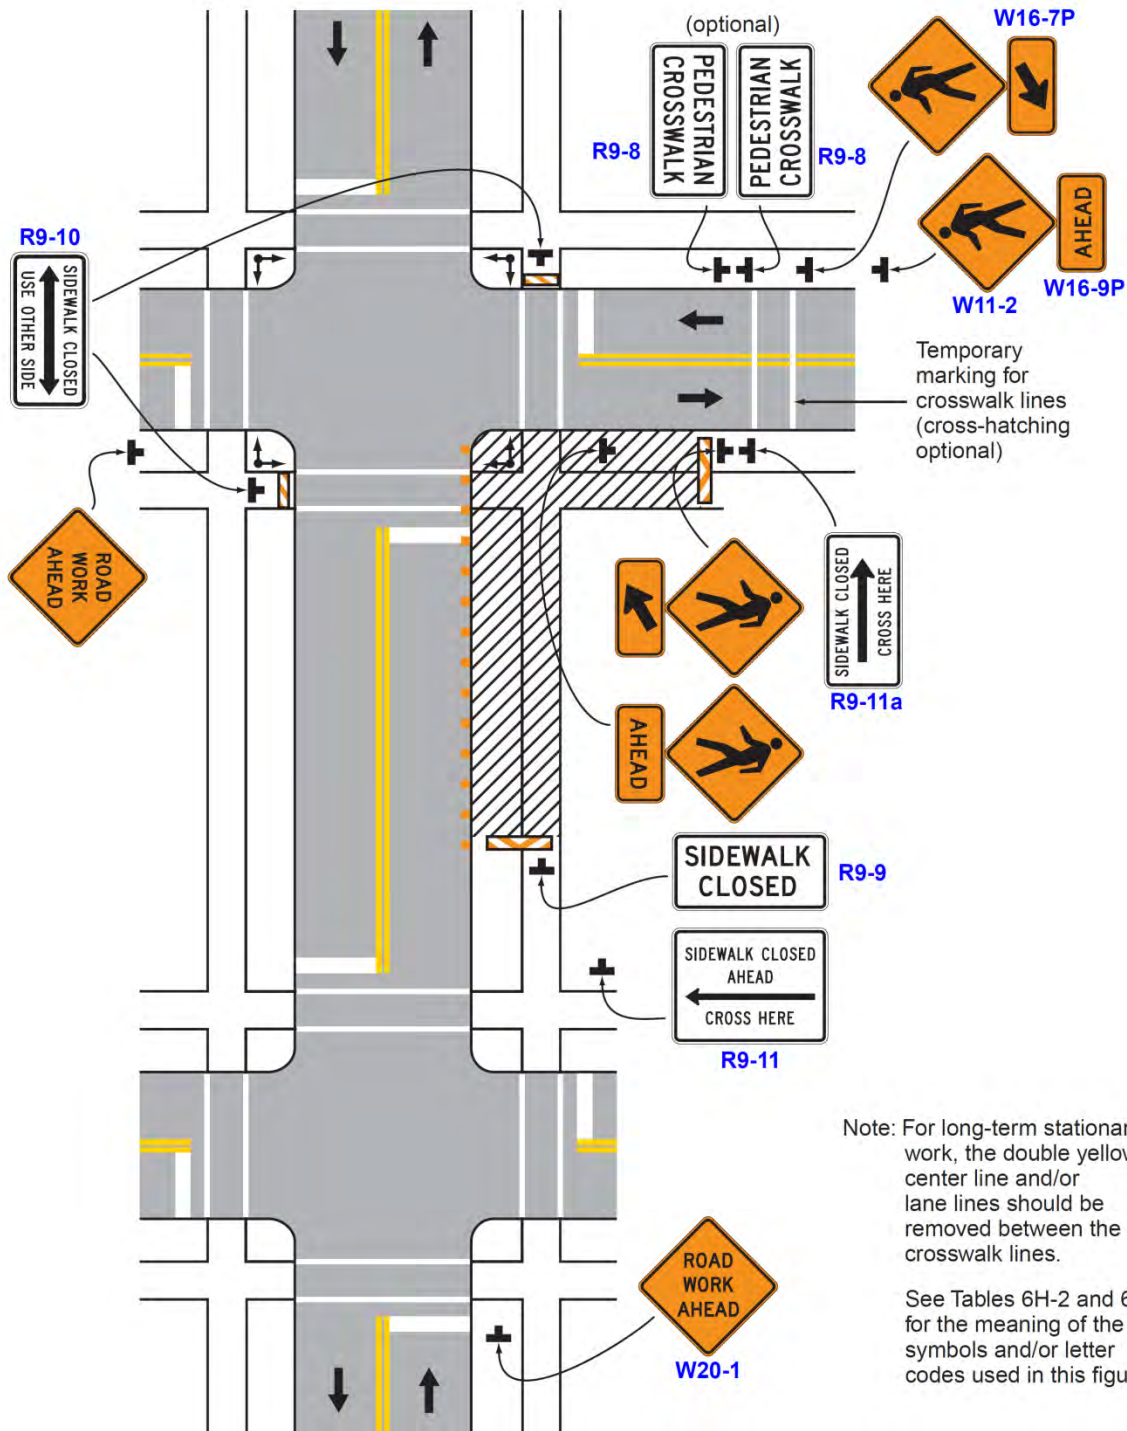 (optional)
W16-7P
PEDESTRIAN
CROSSWALK
R9-8
PEDESTRIAN
CROSSWALK
R9-8
AHEAD
W16-9P
W11-2
R9-10
SIDEWALK CLOSED
USE OTHER SIDE
Temporary
marking for
crosswalk lines
(cross-hatching
optional)
ROAD
WORK
AHEAD
SIDEWALK CLOSED
CROSS HERE
R9-11a
AHEAD
SIDEWALK
CLOSED
R9-9
SIDEWALK CLOSED
AHEAD
CROSS HERE
R9-11
Note: For long-term stationar
work, the double yellow
center line and/or
lane lines should be
removed between the
crosswalk lines.
See Tables 6H-2 and 6
for the meaning of the
symbols and/or letter
codes used in this figu
ROAD
WORK
AHEAD
W20-1